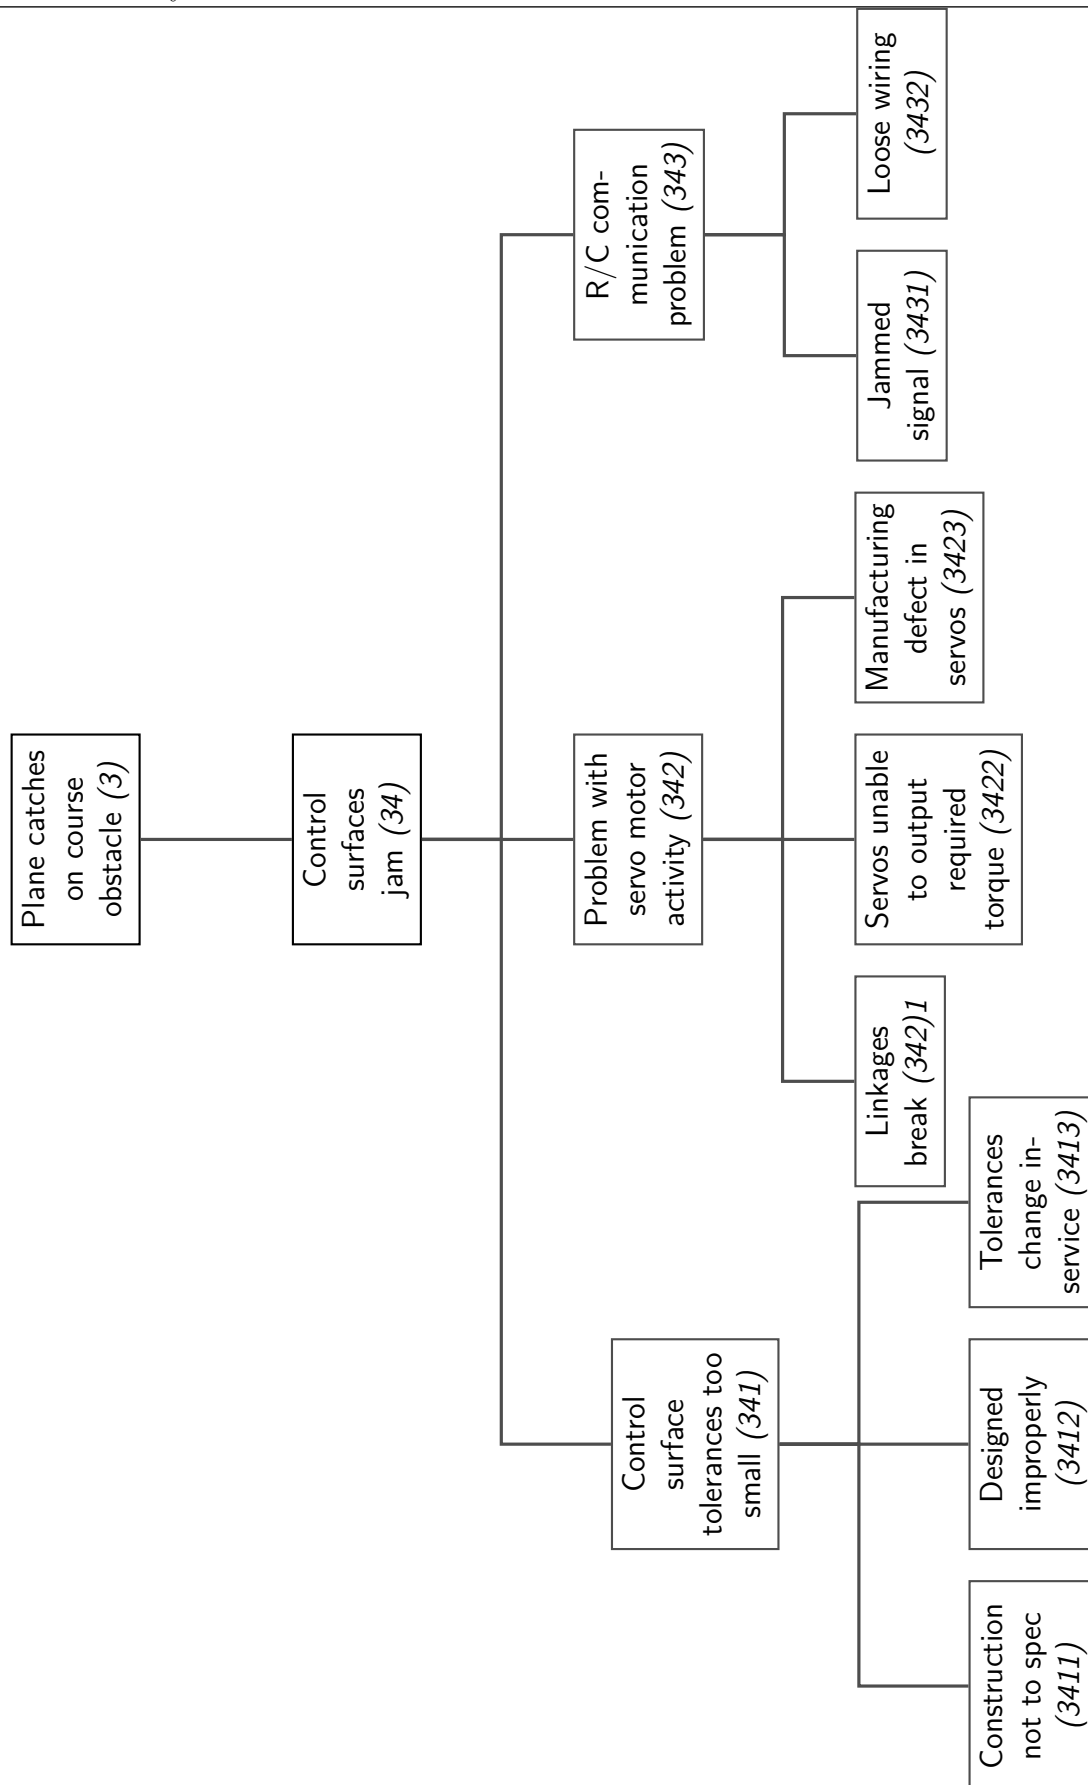 Plane catches
on course
obstacle (3)
Control
surfaces
jam (34)
Control
surface
tolerances too
small (341)
Construction
not to spec
(3411)
Designed
improperly
(3412)
Tolerances
change in-
service (3413)
Problem with
servo motor
activity (342)
Linkages
break (342)1
Servos unable
to output
required
torque (3422)
Manufacturing
defect in
servos (3423)
R/C com-
munication
problem (343)
Jammed
signal (3431)
Loose wiring
(3432)